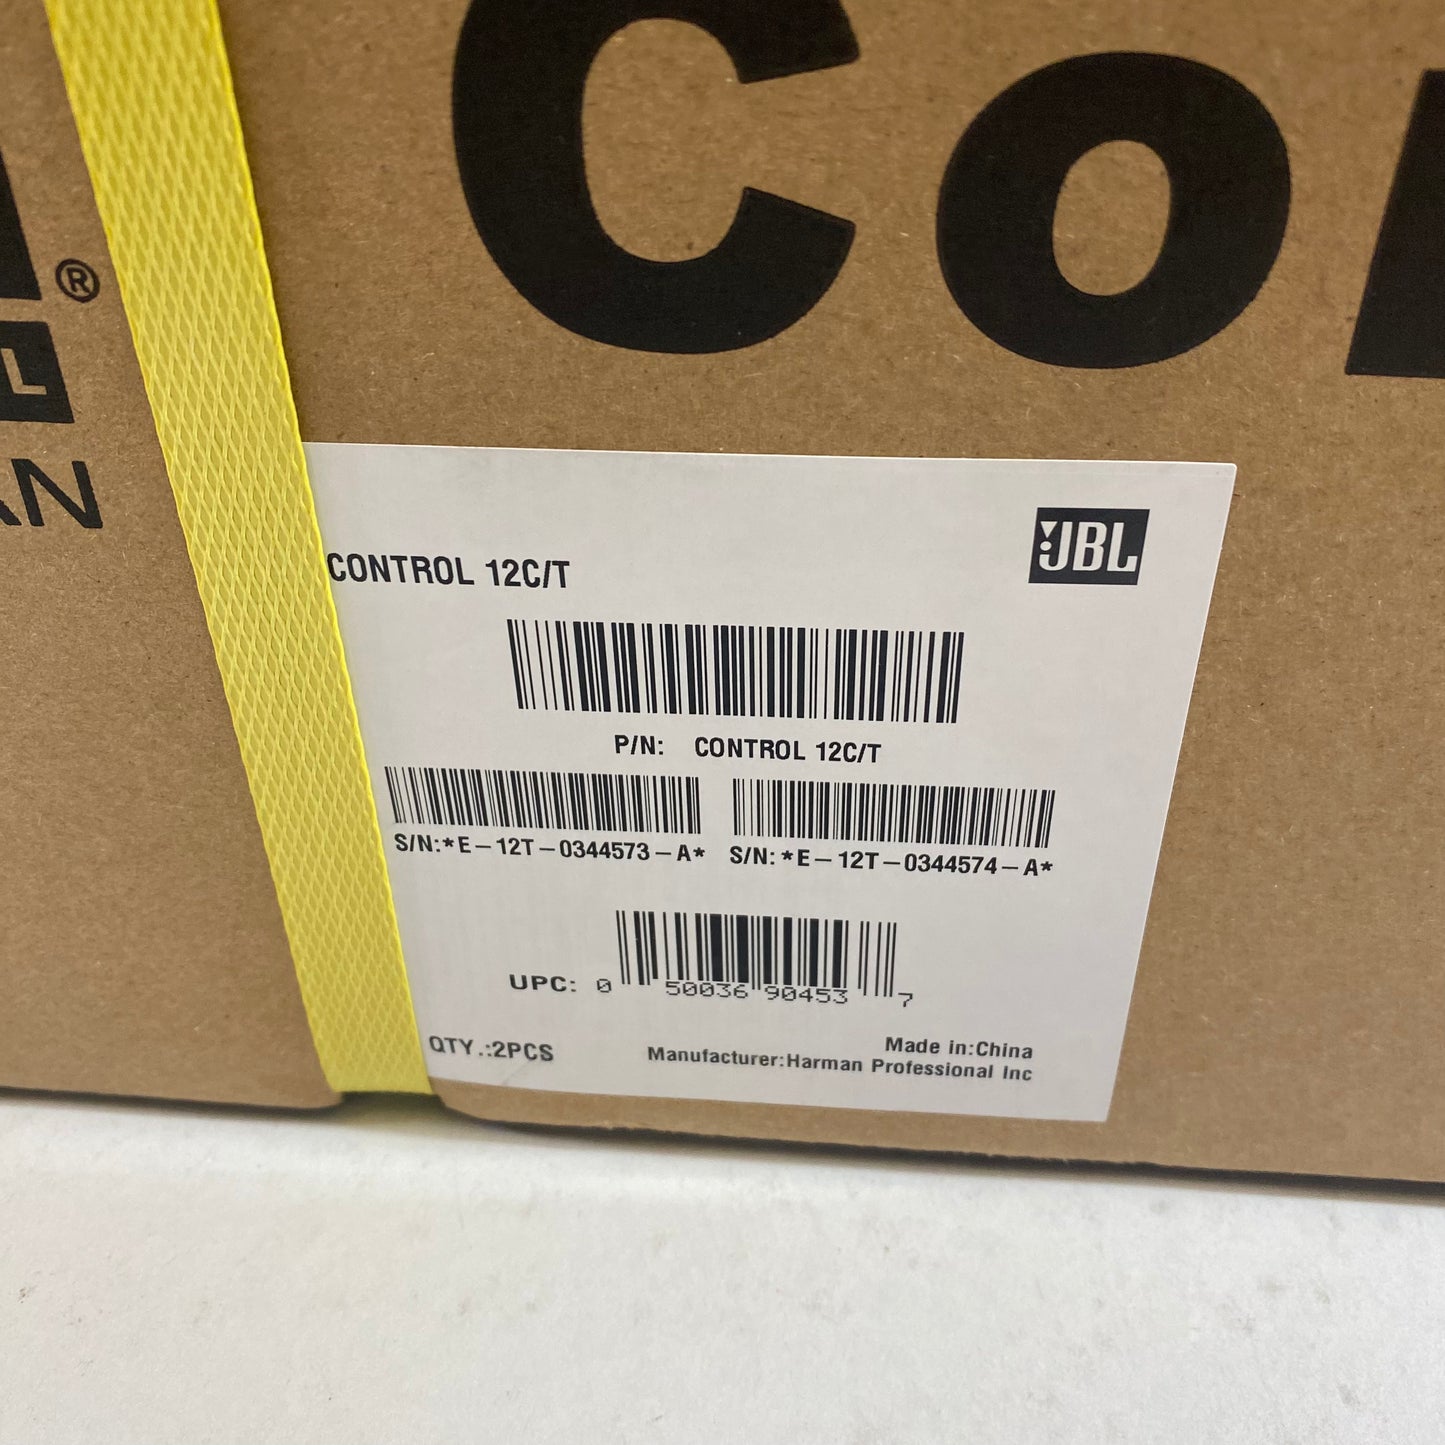 Co
®
L
AN
JBL
CONTROL 12C/T
P/N: CONTROL 12C/T
S/N:*E-12T-0344573-A* S/N:*E-12T-0344574-A*
UPC: 0 50036 90453 7
QTY.:2PCS
Made in:China
Manufacturer:Harman Professional Inc